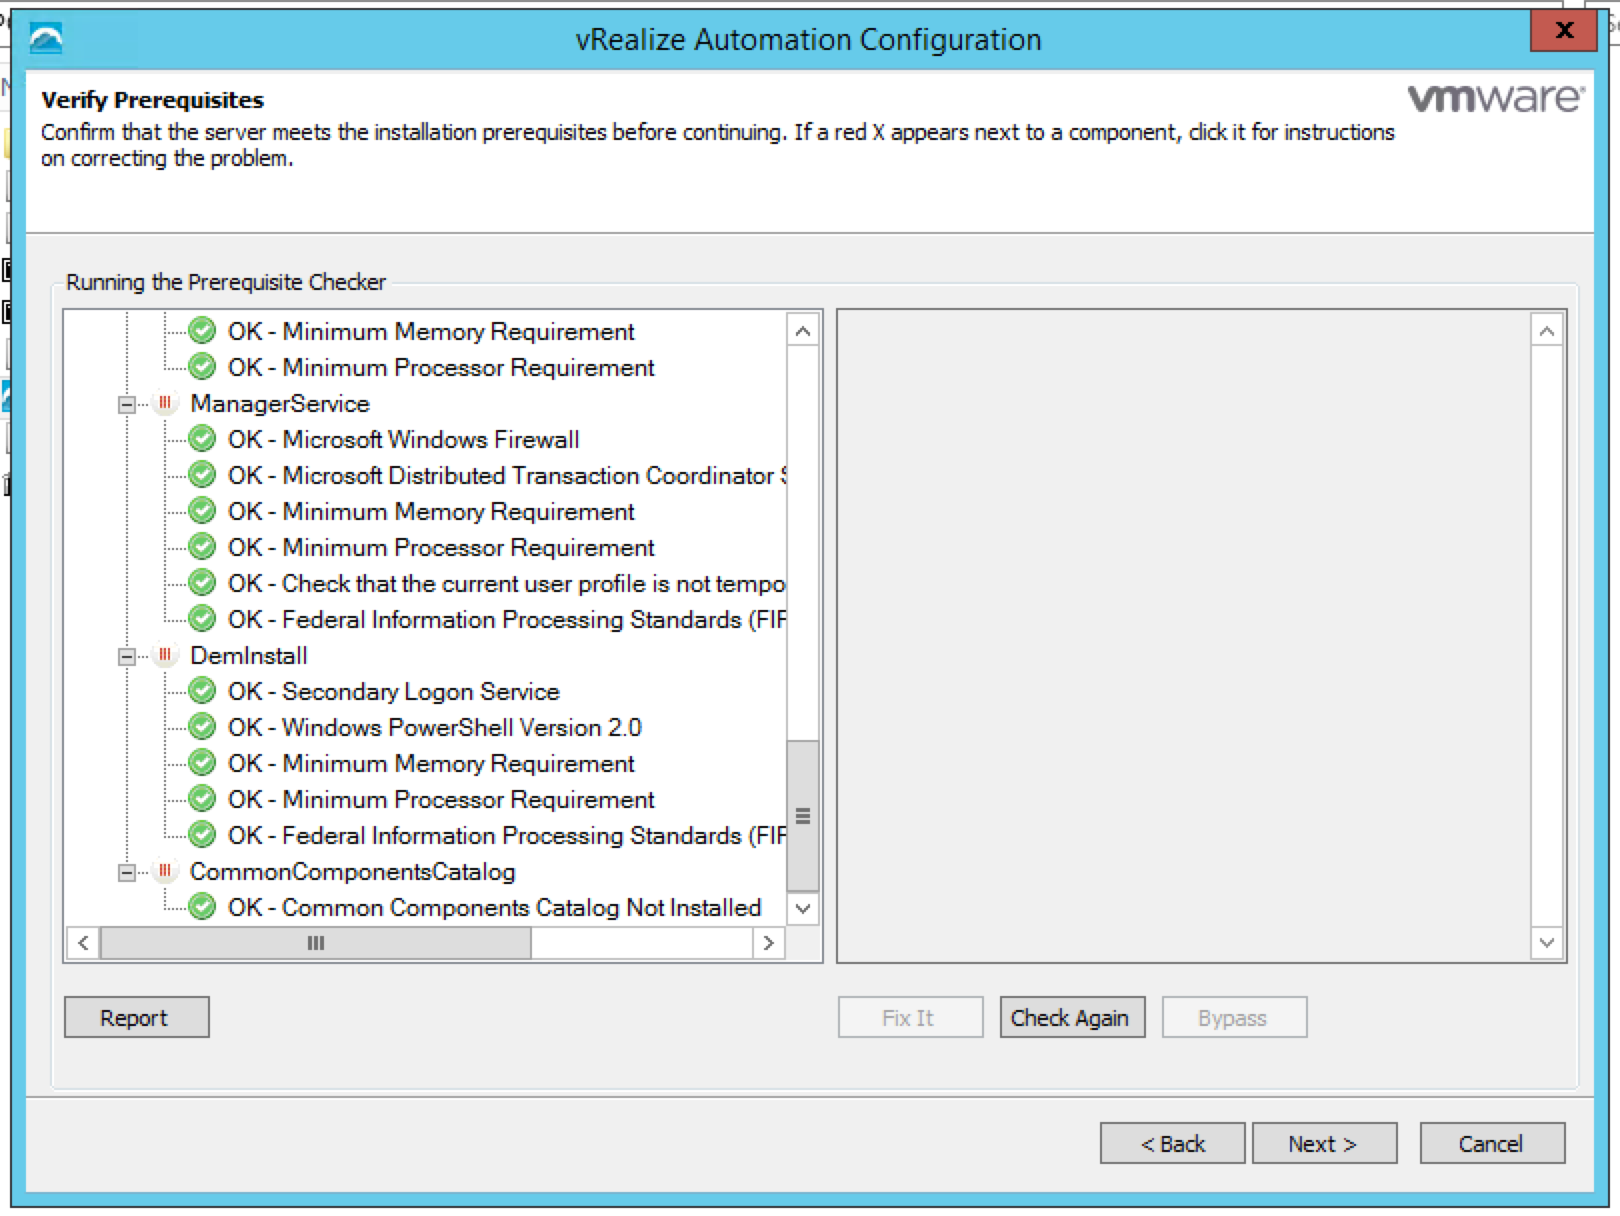 vRealize Automation Configuration
X
Verify Prerequisites
vmware
Confirm that the server meets the installation prerequisites before continuing. If a red X appears next to a component, click it for instructions
on correcting the problem.
Running the Prerequisite Checker
OK - Minimum Memory Requirement
OK - Minimum Processor Requirement
ManagerService
OK - Microsoft Windows Firewall
OK - Microsoft Distributed Transaction Coordinator
OK - Minimum Memory Requirement
OK - Minimum Processor Requirement
OK - Check that the current user profile is not tempo
OK - Federal Information Processing Standards (FIP
DemInstall
OK - Secondary Logon Service
OK - Windows PowerShell Version 2.0
OK - Minimum Memory Requirement
OK - Minimum Processor Requirement
OK - Federal Information Processing Standards (FIP
CommonComponentsCatalog
OK - Common Components Catalog Not Installed
Report
Fix It
Check Again
Bypass
< Back
Next >
Cancel